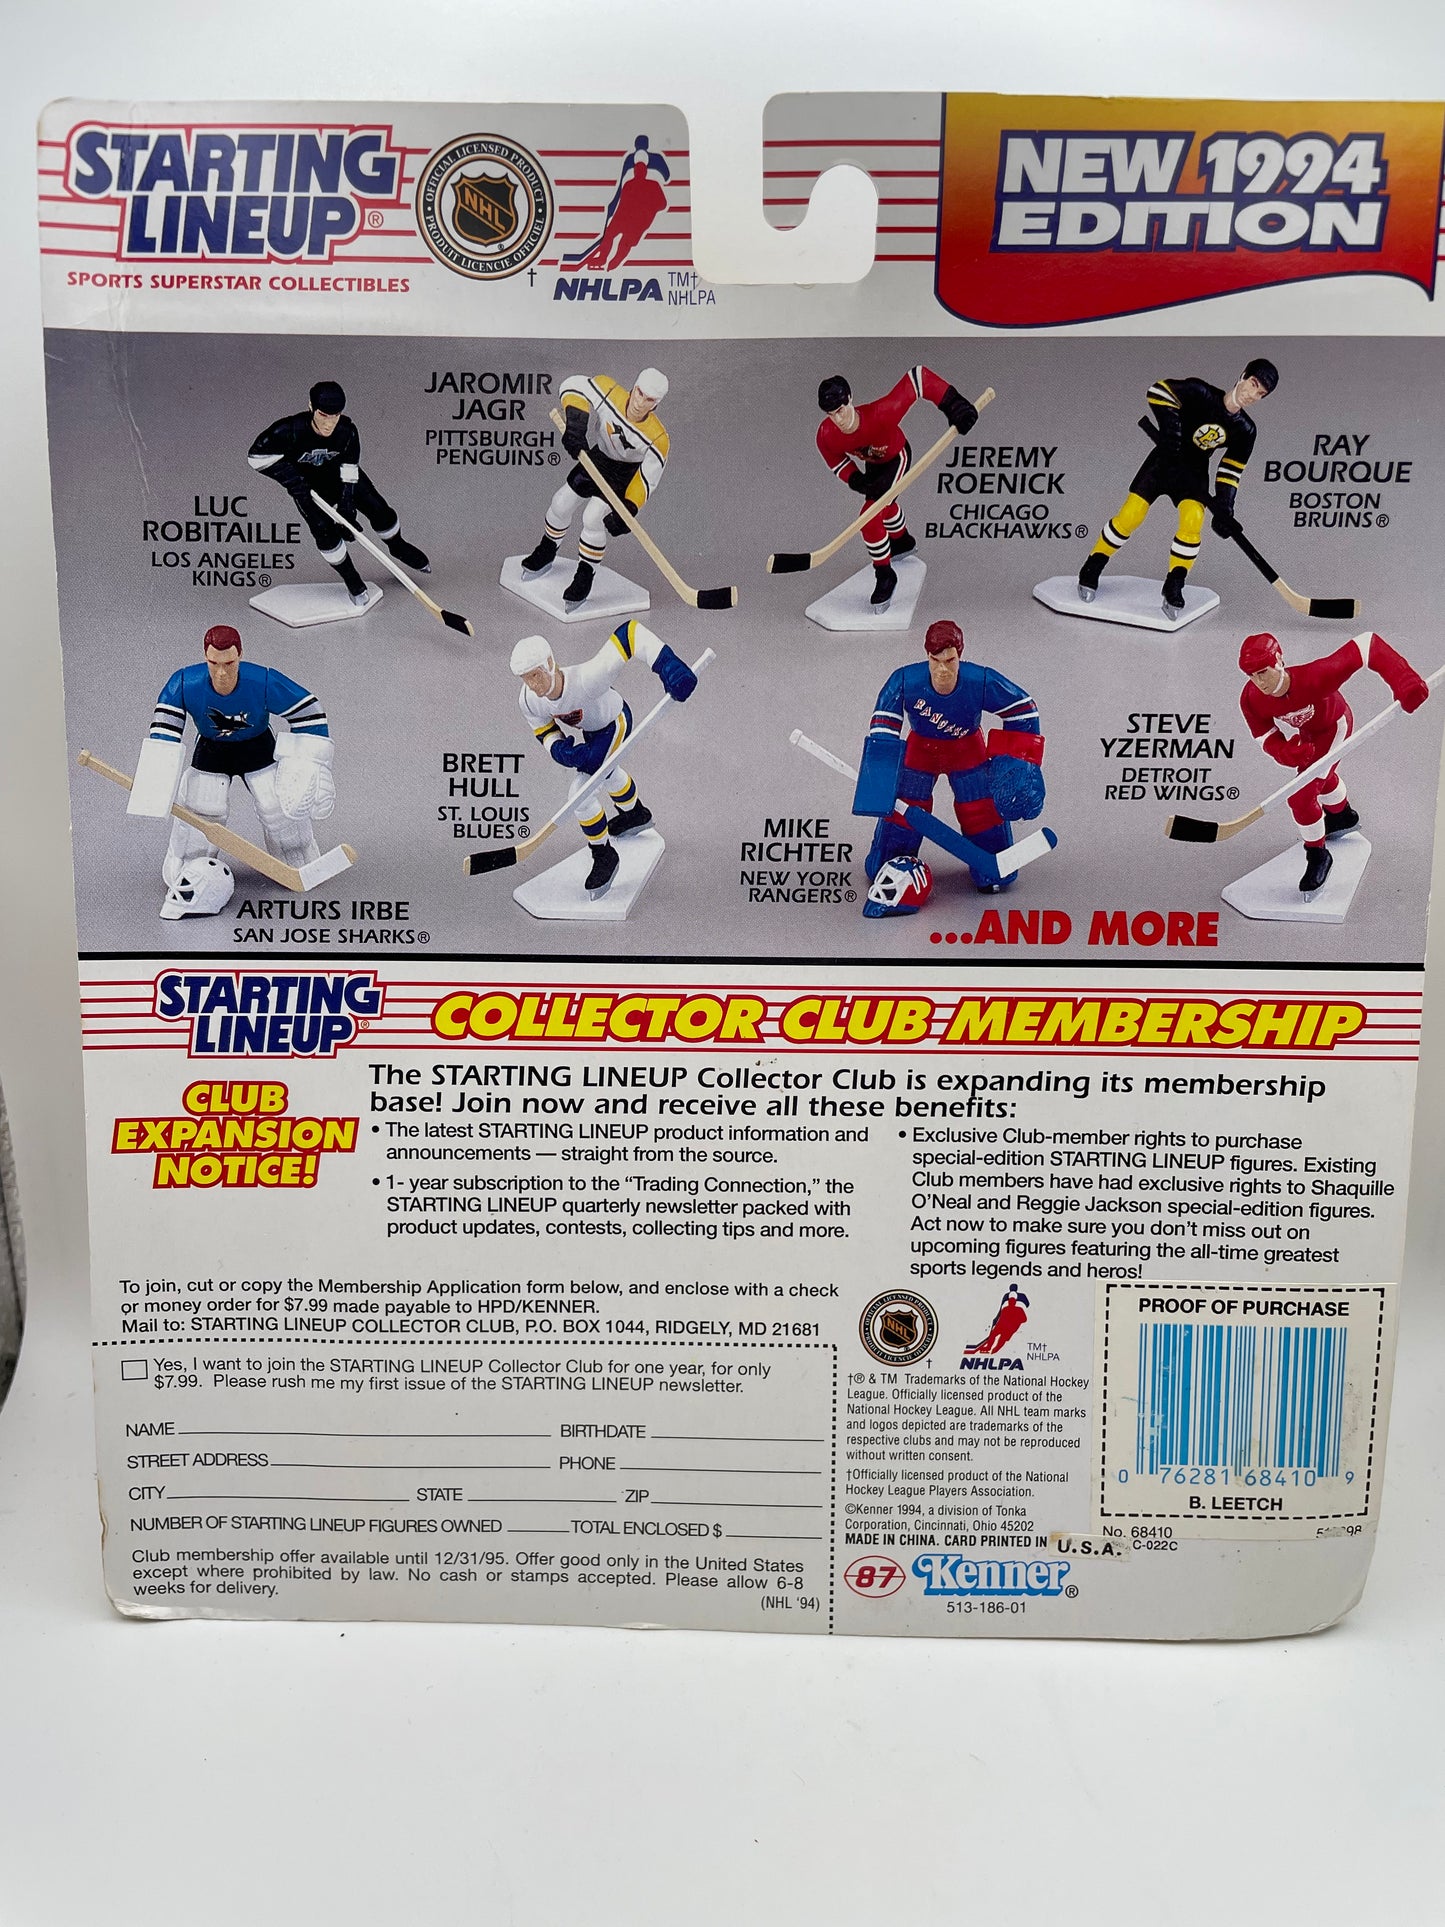 STARTING
LINEUP®
SPORTS SUPERSTAR COLLECTIBLES
OFFICIAL LICENSED PRODUCT
NHL
PRODUIT LICENCIE OFFICIEL
†
NHLPA
TM†
NHLPA
NEW 1994
EDITION
LUC
ROBITAILLE
LOS ANGELES
KINGS®
JAROMIR
JAGR
PITTSBURGH
PENGUINS®
JEREMY
ROENICK
CHICAGO
BLACKHAWKS®
RAY
BOURQUE
BOSTON
BRUINS®
ARTURS IRBE
SAN JOSE SHARKS®
BRETT
HULL
ST. LOUIS
BLUES®
RANGERS
MIKE
RICHTER
NEW YORK
RANGERS®
STEVE
YZERMAN
DETROIT
RED WINGS®
...AND MORE
STARTING
LINEUP®
COLLECTOR CLUB MEMBERSHIP
CLUB
EXPANSION
NOTICE!
The STARTING LINEUP Collector Club is expanding its membership
base! Join now and receive all these benefits:
• The latest STARTING LINEUP product information and
announcements — straight from the source.
• 1- year subscription to the “Trading Connection,” the
STARTING LINEUP quarterly newsletter packed with
product updates, contests, collecting tips and more.
• Exclusive Club-member rights to purchase
special-edition STARTING LINEUP figures. Existing
Club members have had exclusive rights to Shaquille
O’Neal and Reggie Jackson special-edition figures.
Act now to make sure you don’t miss out on
upcoming figures featuring the all-time greatest
sports legends and heros!
To join, cut or copy the Membership Application form below, and enclose with a check
or money order for $7.99 made payable to HPD/KENNER.
Mail to: STARTING LINEUP COLLECTOR CLUB, P.O. BOX 1044, RIDGELY, MD 21681
Yes, I want to join the STARTING LINEUP Collector Club for one year, for only
$7.99. Please rush me my first issue of the STARTING LINEUP newsletter.
NAME BIRTHDATE
STREET ADDRESS PHONE
CITY STATE ZIP
NUMBER OF STARTING LINEUP FIGURES OWNED TOTAL ENCLOSED $
Club membership offer available until 12/31/95. Offer good only in the United States
except where prohibited by law. No cash or stamps accepted. Please allow 6-8
weeks for delivery.
(NHL ‘94)
NHL
†
NHLPA
TM†
NHLPA
†® & TM Trademarks of the National Hockey
League. Officially licensed product of the
National Hockey League. All NHL team marks
and logos depicted are trademarks of the
respective clubs and may not be reproduced
without written consent.
†Officially licensed product of the National
Hockey League Players Association.
©Kenner 1994, a division of Tonka
Corporation, Cincinnati, Ohio 45202
MADE IN CHINA. CARD PRINTED IN U.S.A.
87 Kenner®
513-186-01
PROOF OF PURCHASE
0 76281 68410 9
B. LEETCH
No. 68410
C-022C